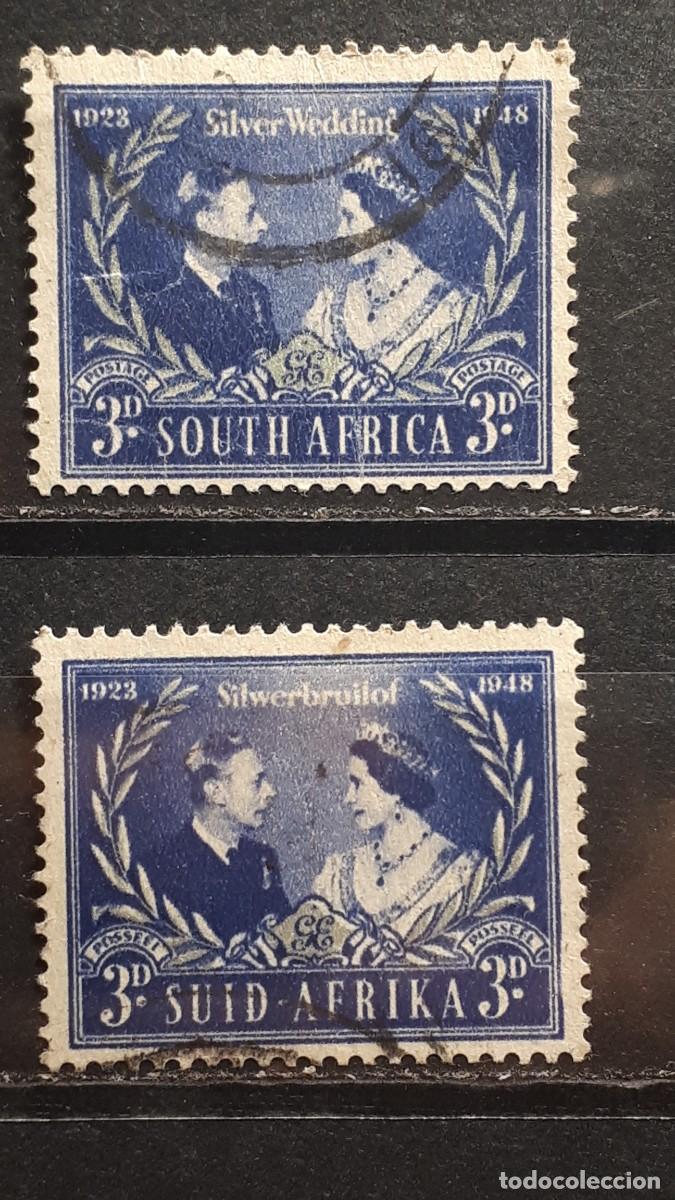 1923 Silver Wedding 1948
POSTAGE POSTAGE
3D. SOUTH AFRICA 3D.
1923 Silwerbruilof 1948
POSSEEL POSSEEL
3D. SUID-AFRIKA 3D.
todocoleccion